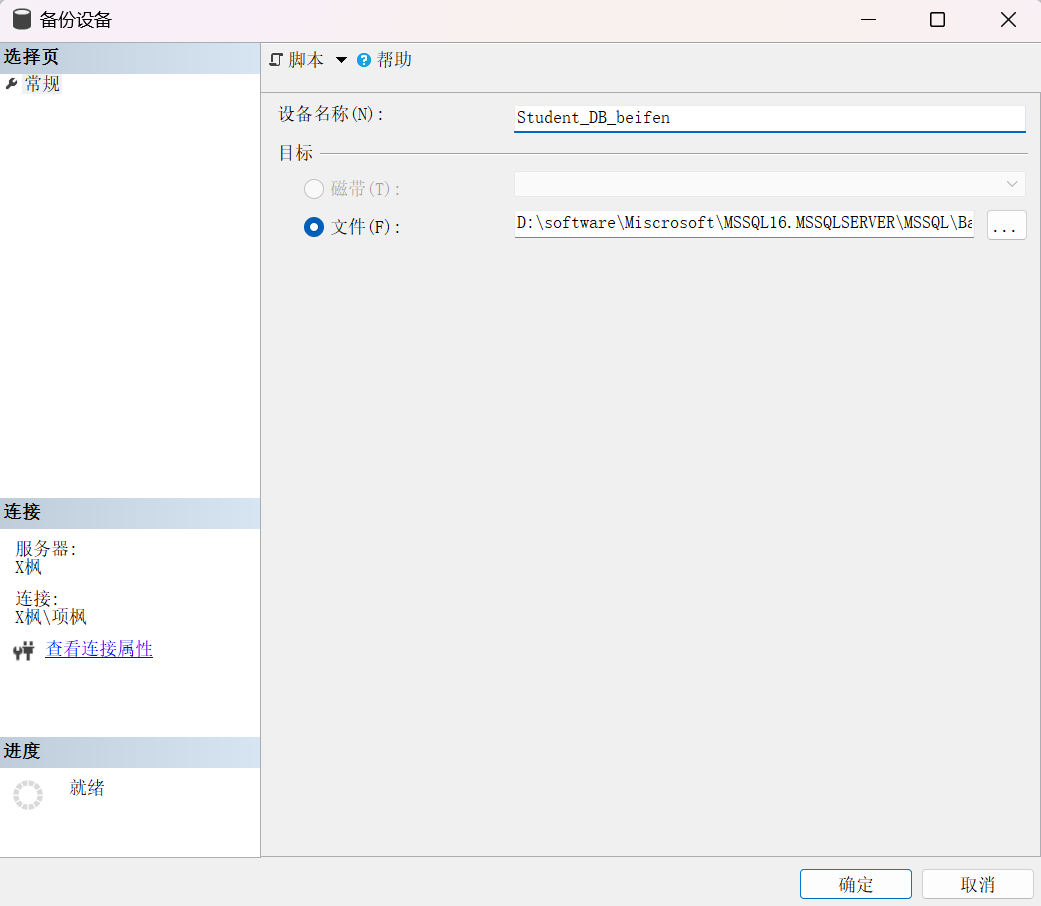 备份设备
选择页
常规
脚本 帮助
设备名称(N):
Student_DB_beifen
目标
磁带(T):
文件(F):
D:\software\Miscrosoft\MSSQL16.MSSQLSERVER\MSSQL\Ba
...
连接
服务器:
X枫
连接:
X枫\项枫
查看连接属性
进度
就绪
确定
取消